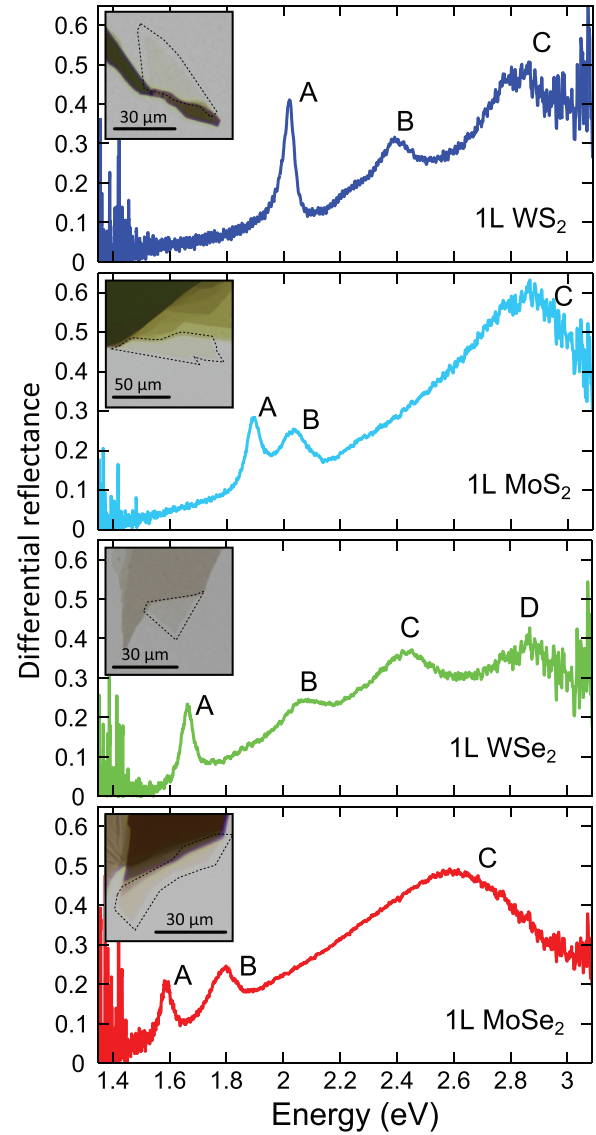 Differential reflectance
0.6
0.5
0.4
0.3
0.2
0.1
0
30 µm
A
B
C
1L WS₂
0.6
0.5
0.4
0.3
0.2
0.1
0
50 µm
A
B
C
1L MoS₂
0.6
0.5
0.4
0.3
0.2
0.1
0
30 µm
A
B
C
D
1L WSe₂
0.6
0.5
0.4
0.3
0.2
0.1
0
30 µm
A
B
C
1L MoSe₂
1.4 1.6 1.8 2 2.2 2.4 2.6 2.8 3
Energy (eV)